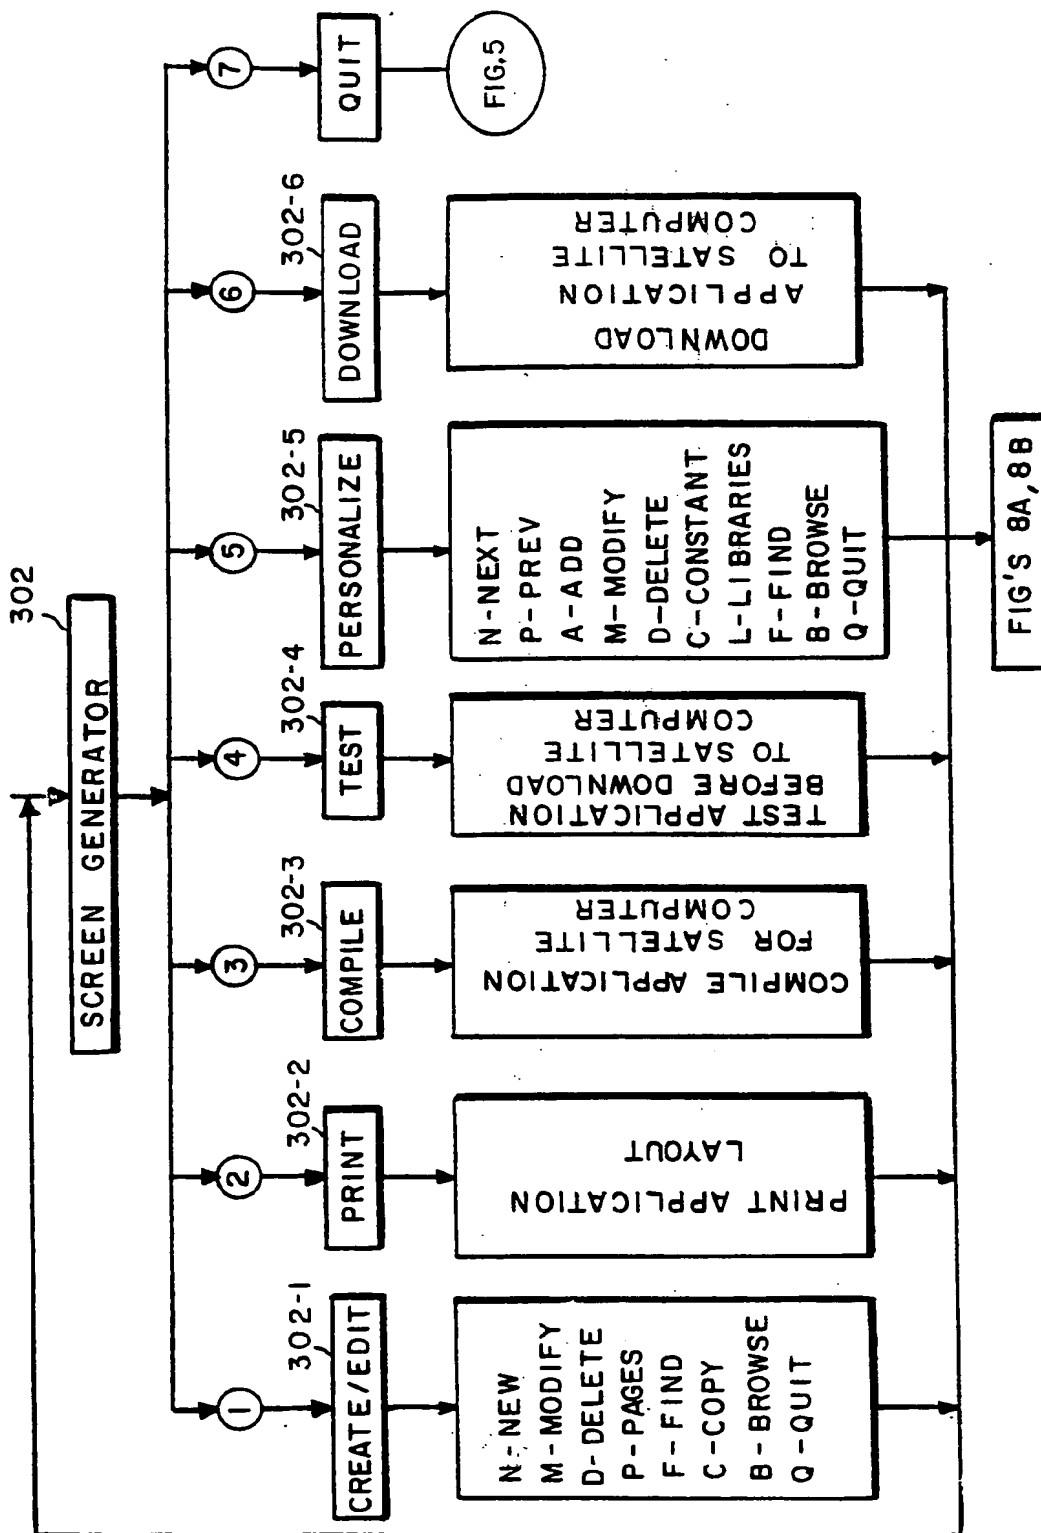 302
SCREEN GENERATOR
1
302-1
CREATE/EDIT
N-NEW
M-MODIFY
D-DELETE
P-PAGES
F-FIND
C-COPY
B-BROWSE
Q-QUIT
2
302-2
PRINT
PRINT APPLICATION
LAYOUT
3
302-3
COMPILE
COMPILE APPLICATION
FOR SATELLITE
COMPUTER
4
302-4
TEST
TEST APPLICATION
BEFORE DOWNLOAD
TO SATELLITE
COMPUTER
5
302-5
PERSONALIZE
N-NEXT
P-PREV
A-ADD
M-MODIFY
D-DELETE
C-CONSTANT
L-LIBRARIES
F-FIND
B-BROWSE
Q-QUIT
FIG'S 8A, 8B
6
302-6
DOWNLOAD
DOWNLOAD
APPLICATION
TO SATELLITE
COMPUTER
7
QUIT
FIG.5